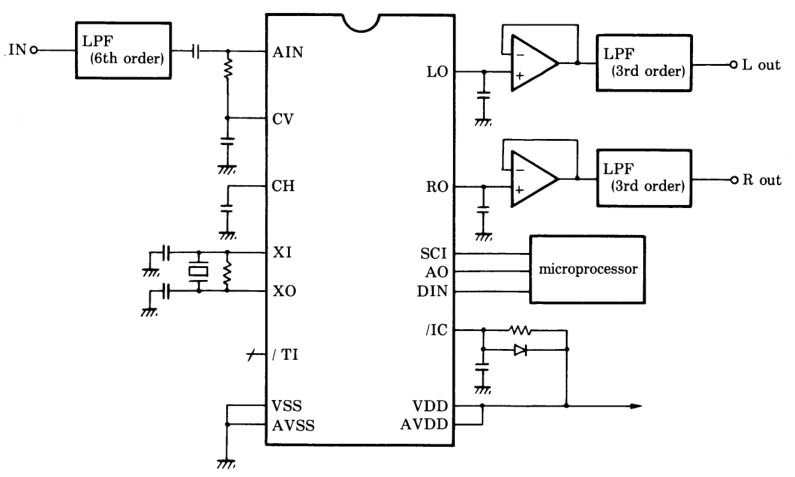 IN
LPF
(6th order)
AIN
CV
CH
XI
XO
/ TI
VSS
AVSS
LO
RO
SCI
AO
DIN
/IC
VDD
AVDD
−
+
LPF
(3rd order)
L out
−
+
LPF
(3rd order)
R out
microprocessor